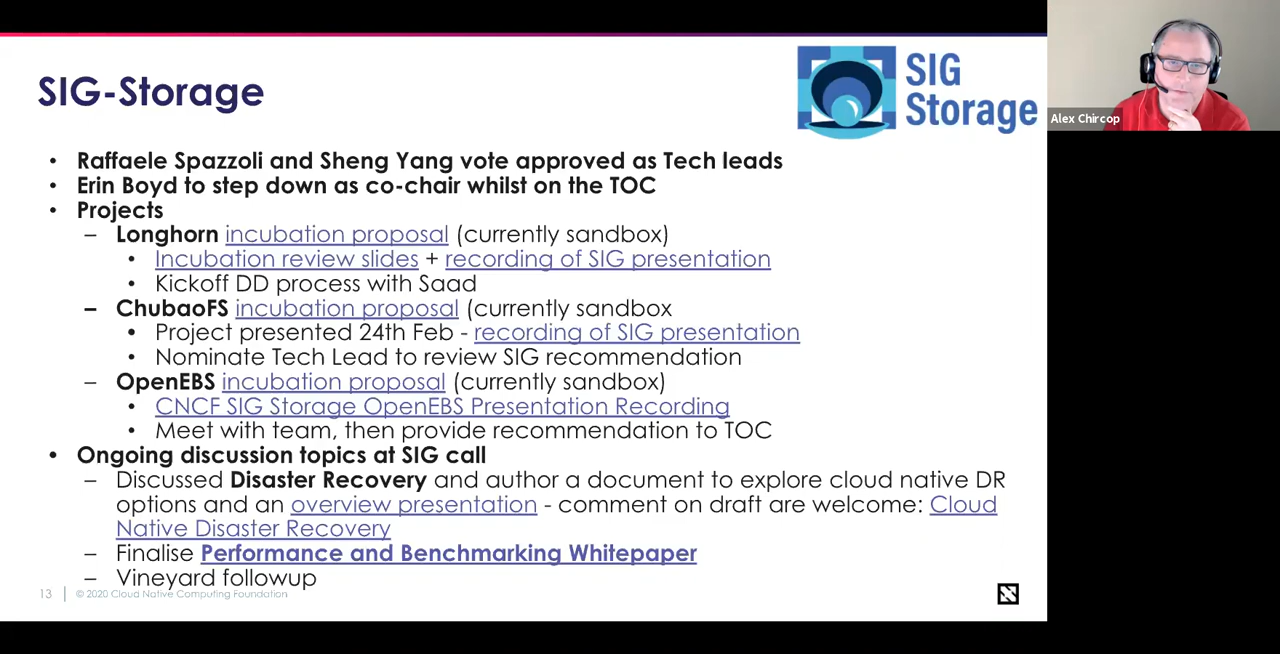 SIG-Storage
SIG
Storage
Alex Chircop
• Raffaele Spazzoli and Sheng Yang vote approved as Tech leads
• Erin Boyd to step down as co-chair whilst on the TOC
• Projects
– Longhorn incubation proposal (currently sandbox)
• Incubation review slides + recording of SIG presentation
• Kickoff DD process with Saad
– ChubaoFS incubation proposal (currently sandbox
• Project presented 24th Feb - recording of SIG presentation
• Nominate Tech Lead to review SIG recommendation
– OpenEBS incubation proposal (currently sandbox)
• CNCF SIG Storage OpenEBS Presentation Recording
• Meet with team, then provide recommendation to TOC
• Ongoing discussion topics at SIG call
– Discussed Disaster Recovery and author a document to explore cloud native DR
options and an overview presentation - comment on draft are welcome: Cloud
Native Disaster Recovery
– Finalise Performance and Benchmarking Whitepaper
– Vineyard followup
13 | © 2020 Cloud Native Computing Foundation